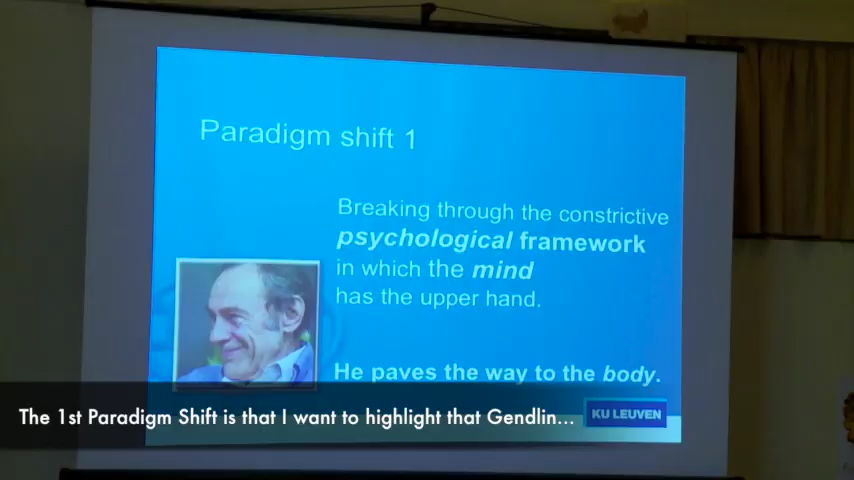 Paradigm shift 1
Breaking through the constrictive
psychological framework
in which the mind
has the upper hand.
He paves the way to the body.
The 1st Paradigm Shift is that I want to highlight that Gendlin...
KU LEUVEN